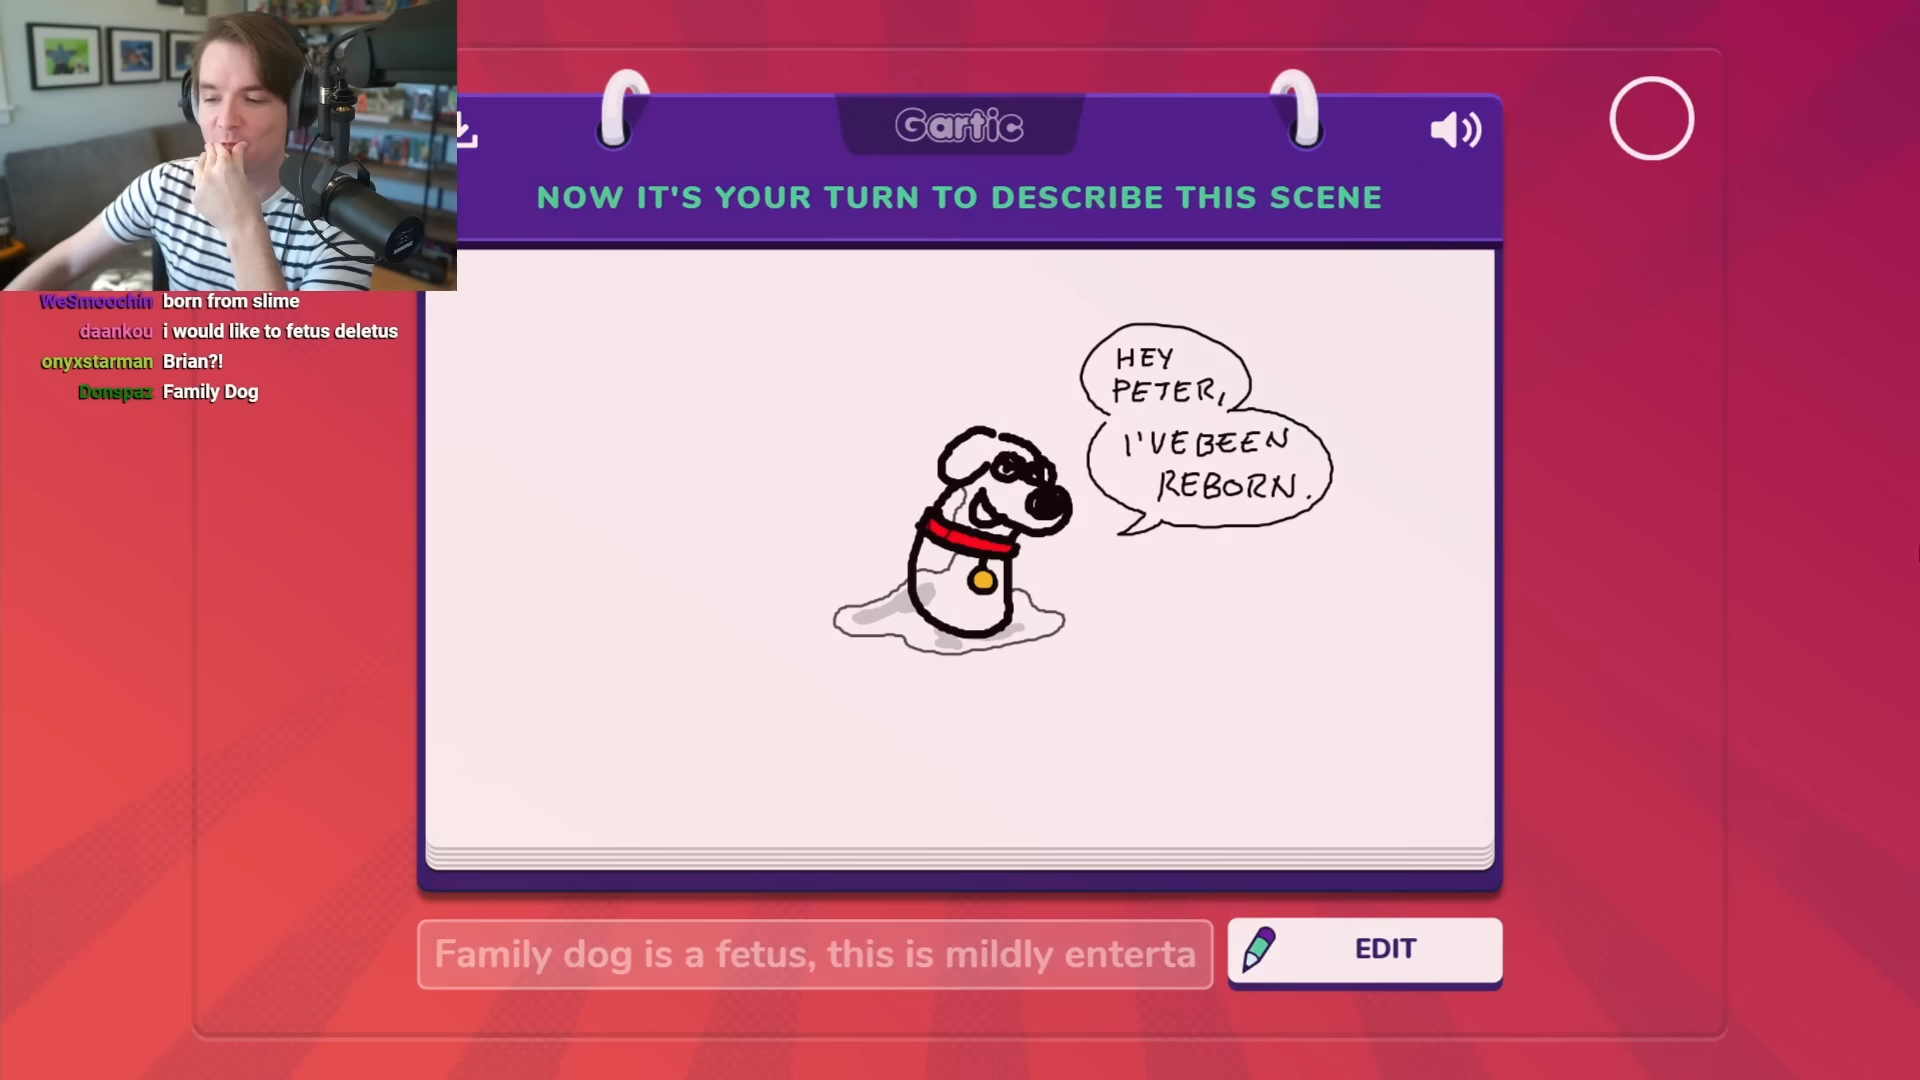 Gartic
NOW IT'S YOUR TURN TO DESCRIBE THIS SCENE
WeSmoochin born from slime
daankou i would like to fetus deletus
onyxstarman Brian?!
Donspaz Family Dog
HEY
PETER,
I'VE BEEN
REBORN.
Family dog is a fetus, this is mildly enterta
EDIT